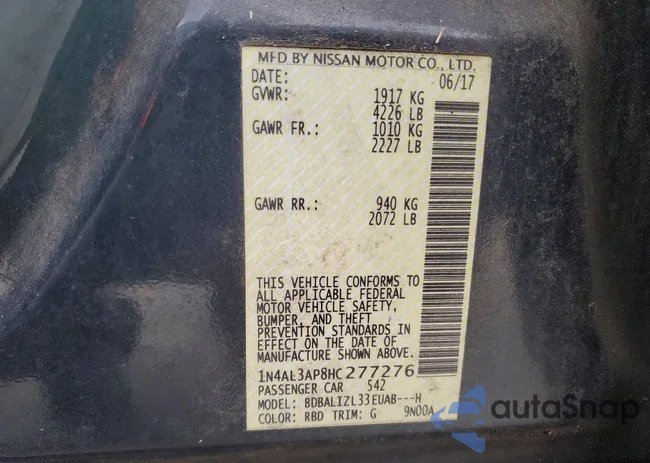 MFD BY NISSAN MOTOR CO., LTD.
DATE: 06/17
GVWR: 1917 KG
4226 LB
GAWR FR.: 1010 KG
2227 LB
GAWR RR.: 940 KG
2072 LB
THIS VEHICLE CONFORMS TO
ALL APPLICABLE FEDERAL
MOTOR VEHICLE SAFETY,
BUMPER, AND THEFT
PREVENTION STANDARDS IN
EFFECT ON THE DATE OF
MANUFACTURE SHOWN ABOVE.
1N4AL3AP8HC277276
PASSENGER CAR 542
MODEL: BDBALIZL33EUAB---H
COLOR: RBD TRIM: G 9N00A
autoSnap